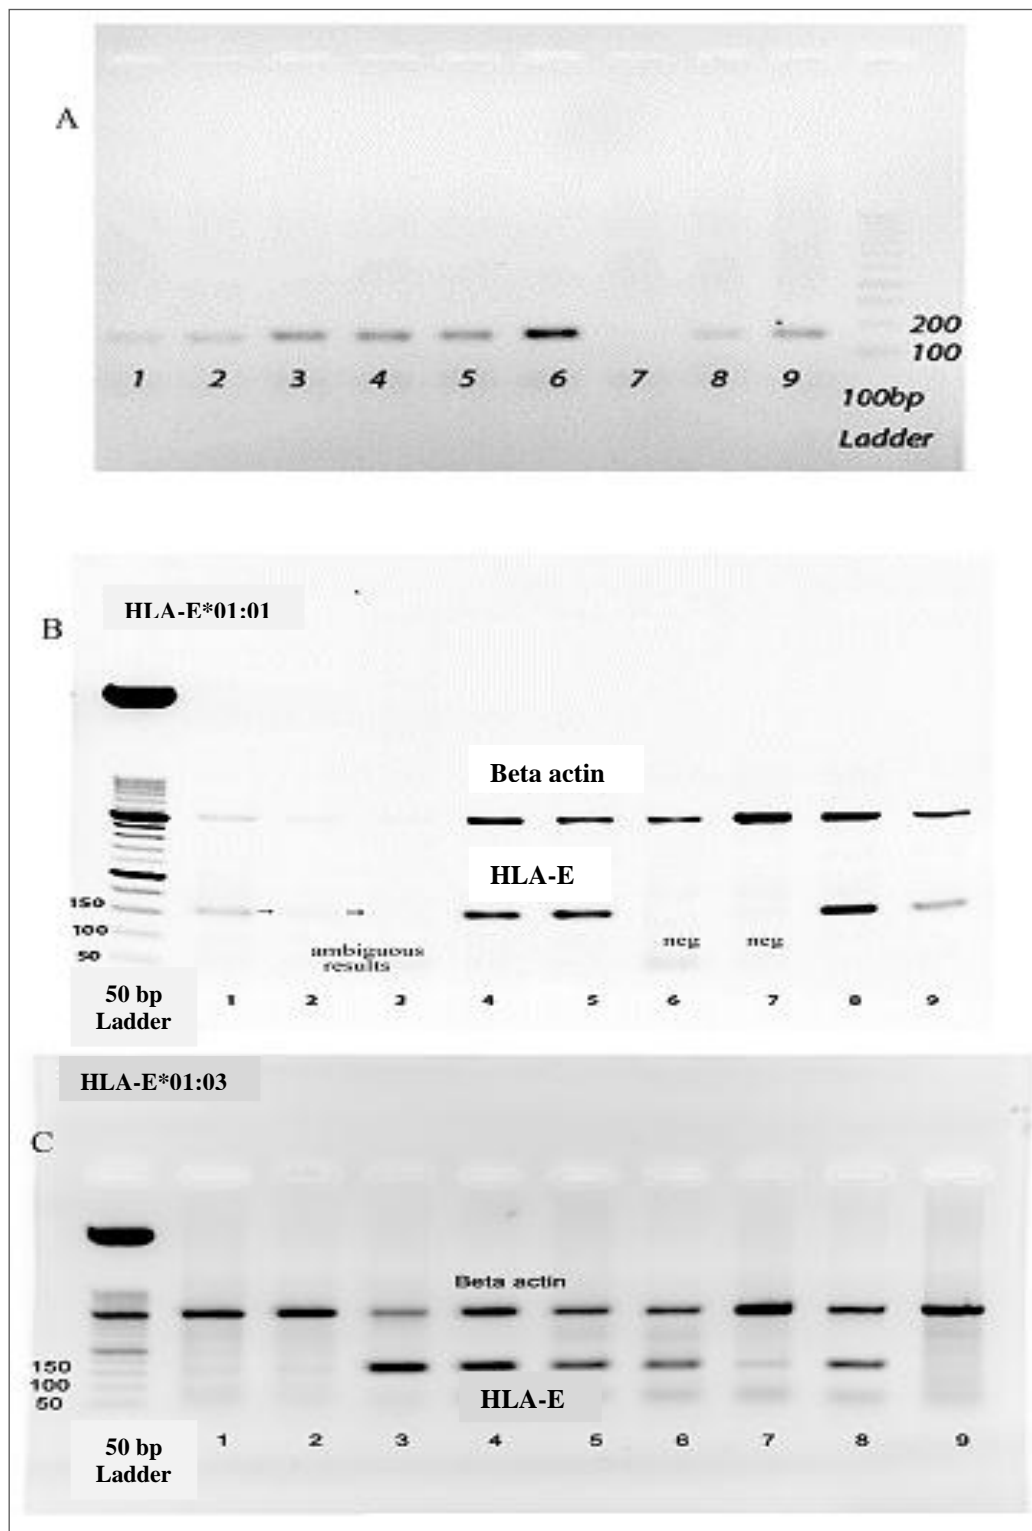 A
200
100
1 2 3 4 5 6 7 8 9
100bp
Ladder
HLA-E*01:01
B
Beta actin
HLA-E
150
100
50
neg neg
ambiguous
results
50 bp
Ladder
1 2 3 4 5 6 7 8 9
HLA-E*01:03
C
Beta actin
150
100
50
HLA-E
1 2 3 4 5 6 7 8 9
50 bp
Ladder